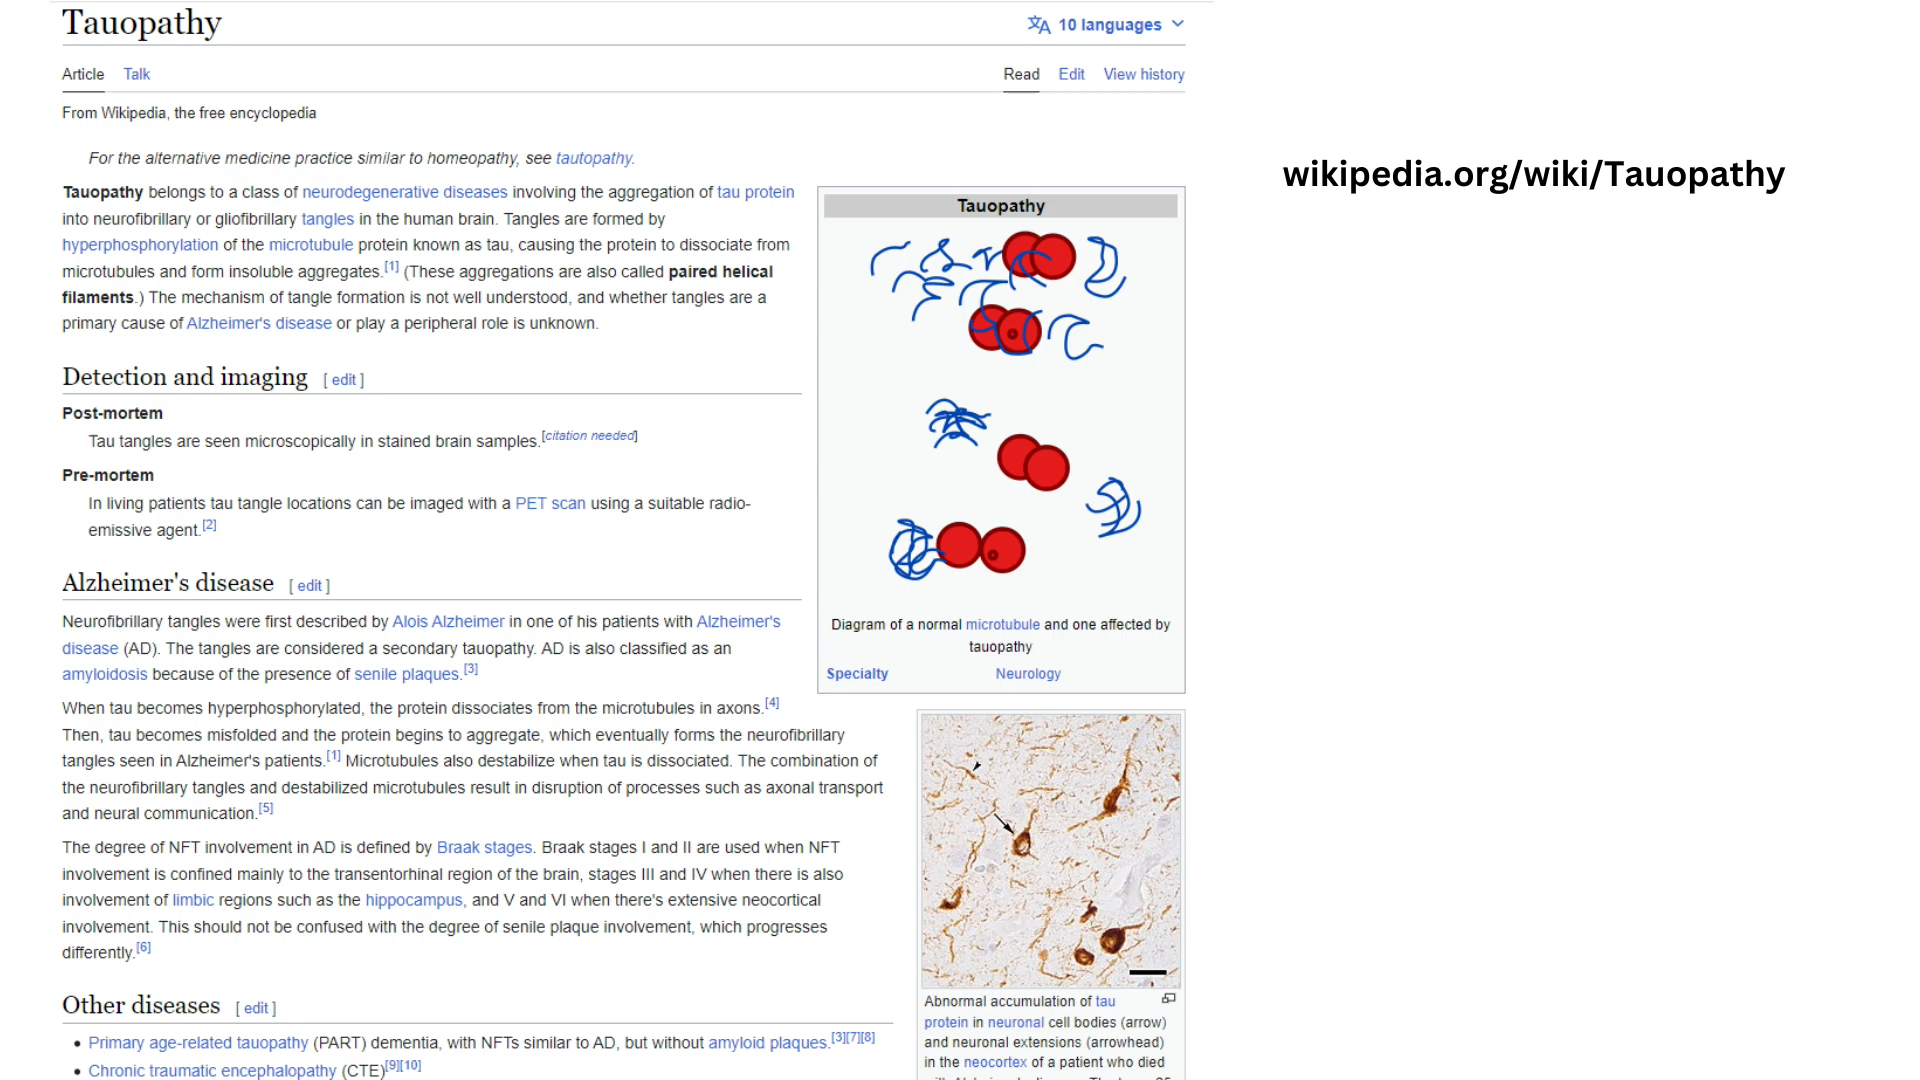 Tauopathy
10 languages
Article Talk
Read Edit View history
From Wikipedia, the free encyclopedia
For the alternative medicine practice similar to homeopathy, see tautopathy.
Tauopathy belongs to a class of neurodegenerative diseases involving the aggregation of tau protein
into neurofibrillary or gliofibrillary tangles in the human brain. Tangles are formed by
hyperphosphorylation of the microtubule protein known as tau, causing the protein to dissociate from
microtubules and form insoluble aggregates.[1] (These aggregations are also called paired helical
filaments.) The mechanism of tangle formation is not well understood, and whether tangles are a
primary cause of Alzheimer's disease or play a peripheral role is unknown.
Detection and imaging [ edit ]
Post-mortem
Tau tangles are seen microscopically in stained brain samples.[citation needed]
Pre-mortem
In living patients tau tangle locations can be imaged with a PET scan using a suitable radio-
emissive agent.[2]
Alzheimer's disease [ edit ]
Neurofibrillary tangles were first described by Alois Alzheimer in one of his patients with Alzheimer's
disease (AD). The tangles are considered a secondary tauopathy. AD is also classified as an
amyloidosis because of the presence of senile plaques.[3]
When tau becomes hyperphosphorylated, the protein dissociates from the microtubules in axons.[4]
Then, tau becomes misfolded and the protein begins to aggregate, which eventually forms the neurofibrillary
tangles seen in Alzheimer's patients.[1] Microtubules also destabilize when tau is dissociated. The combination of
the neurofibrillary tangles and destabilized microtubules result in disruption of processes such as axonal transport
and neural communication.[5]
The degree of NFT involvement in AD is defined by Braak stages. Braak stages I and II are used when NFT
involvement is confined mainly to the transentorhinal region of the brain, stages III and IV when there is also
involvement of limbic regions such as the hippocampus, and V and VI when there's extensive neocortical
involvement. This should not be confused with the degree of senile plaque involvement, which progresses
differently.[6]
Other diseases [ edit ]
• Primary age-related tauopathy (PART) dementia, with NFTs similar to AD, but without amyloid plaques.[3][7][8]
• Chronic traumatic encephalopathy (CTE)[9][10]
Tauopathy
Diagram of a normal microtubule and one affected by
tauopathy
Specialty Neurology
Abnormal accumulation of tau
protein in neuronal cell bodies (arrow)
and neuronal extensions (arrowhead)
in the neocortex of a patient who died
wikipedia.org/wiki/Tauopathy